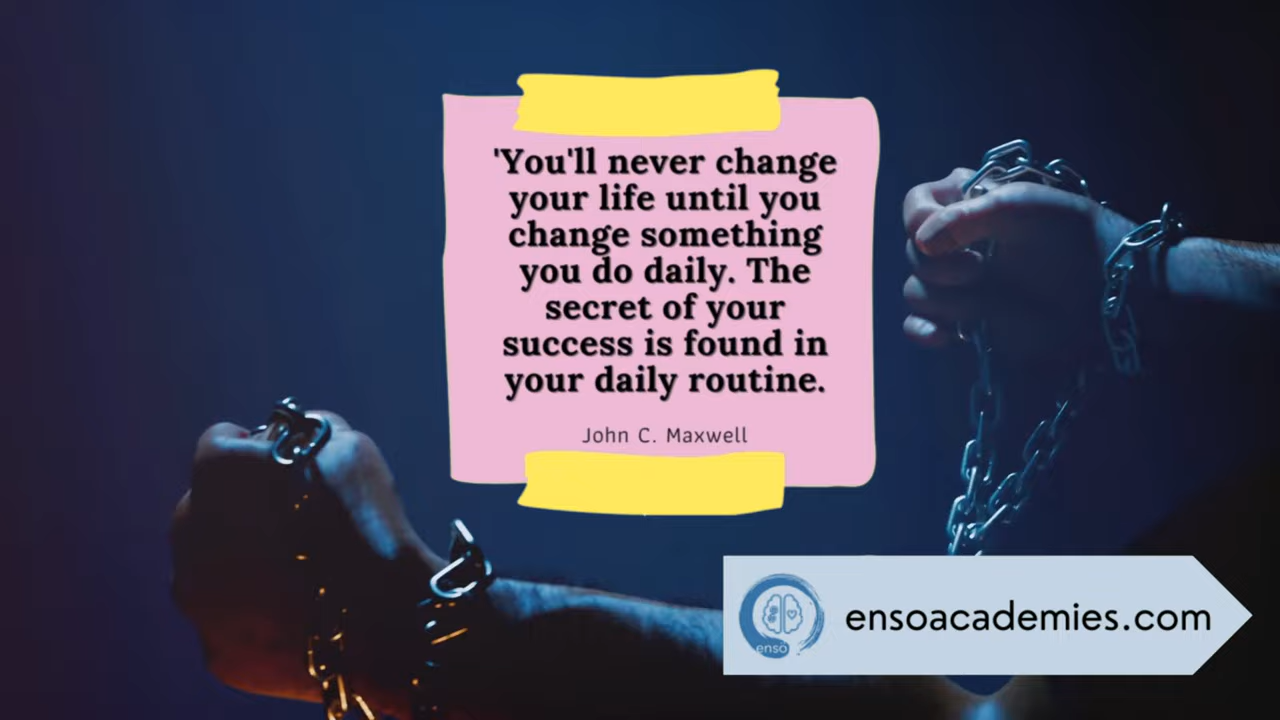 'You'll never change
your life until you
change something
you do daily. The
secret of your
success is found in
your daily routine.
John C. Maxwell
enso
ensoacademies.com